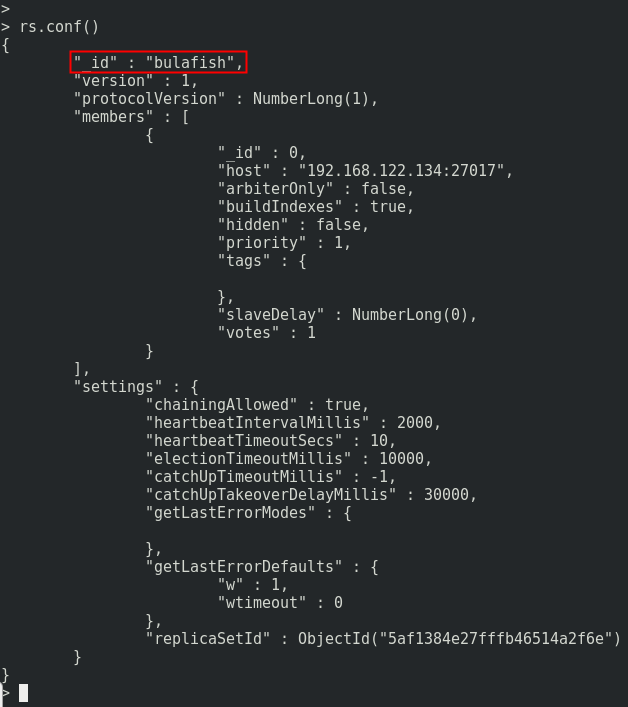 >
> rs.conf()
{
        "_id" : "bulafish",
        "version" : 1,
        "protocolVersion" : NumberLong(1),
        "members" : [
                {
                        "_id" : 0,
                        "host" : "192.168.122.134:27017",
                        "arbiterOnly" : false,
                        "buildIndexes" : true,
                        "hidden" : false,
                        "priority" : 1,
                        "tags" : {

                        },
                        "slaveDelay" : NumberLong(0),
                        "votes" : 1
                }
        ],
        "settings" : {
                "chainingAllowed" : true,
                "heartbeatIntervalMillis" : 2000,
                "heartbeatTimeoutSecs" : 10,
                "electionTimeoutMillis" : 10000,
                "catchUpTimeoutMillis" : -1,
                "catchUpTakeoverDelayMillis" : 30000,
                "getLastErrorModes" : {

                },
                "getLastErrorDefaults" : {
                        "w" : 1,
                        "wtimeout" : 0
                },
                "replicaSetId" : ObjectId("5af1384e27fffb46514a2f6e")
        }
}
>